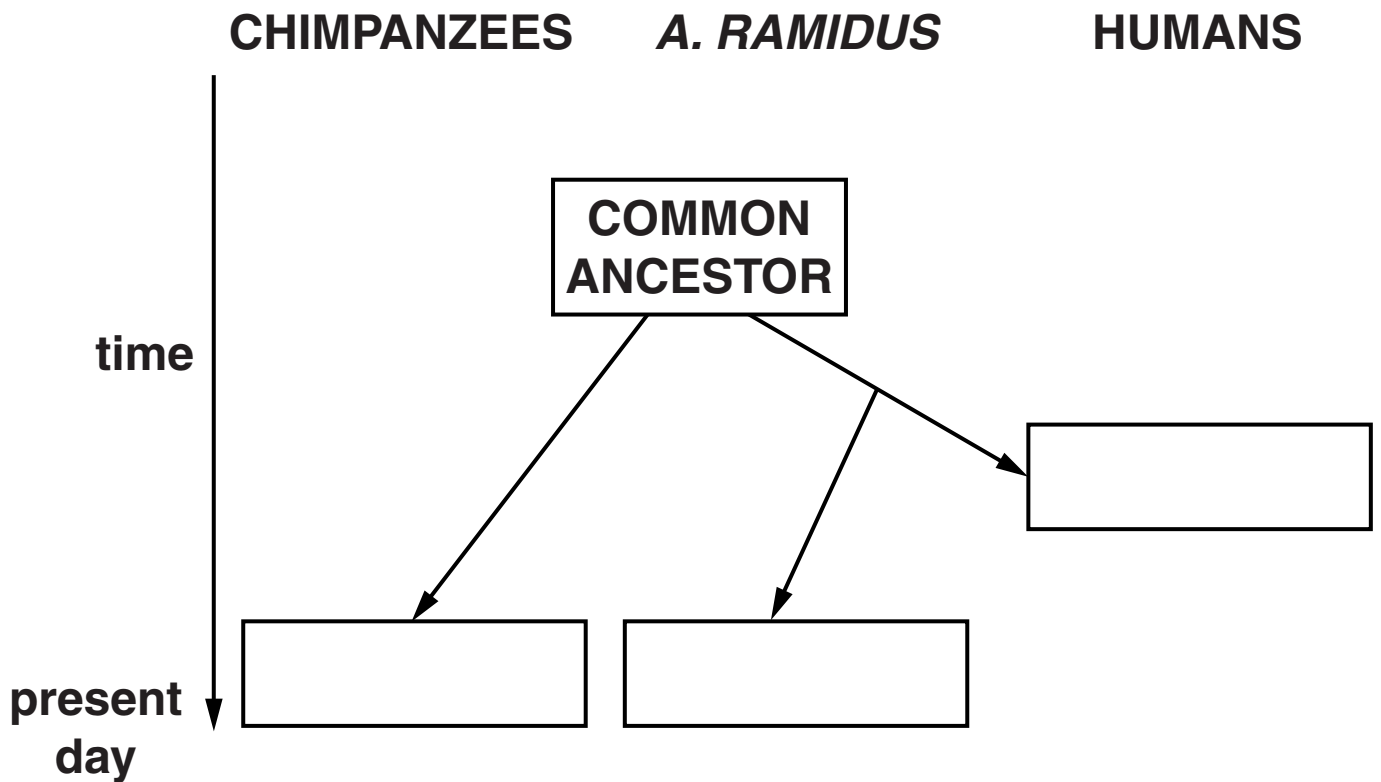 CHIMPANZEES A. RAMIDUS HUMANS
COMMON
ANCESTOR
time
present
day